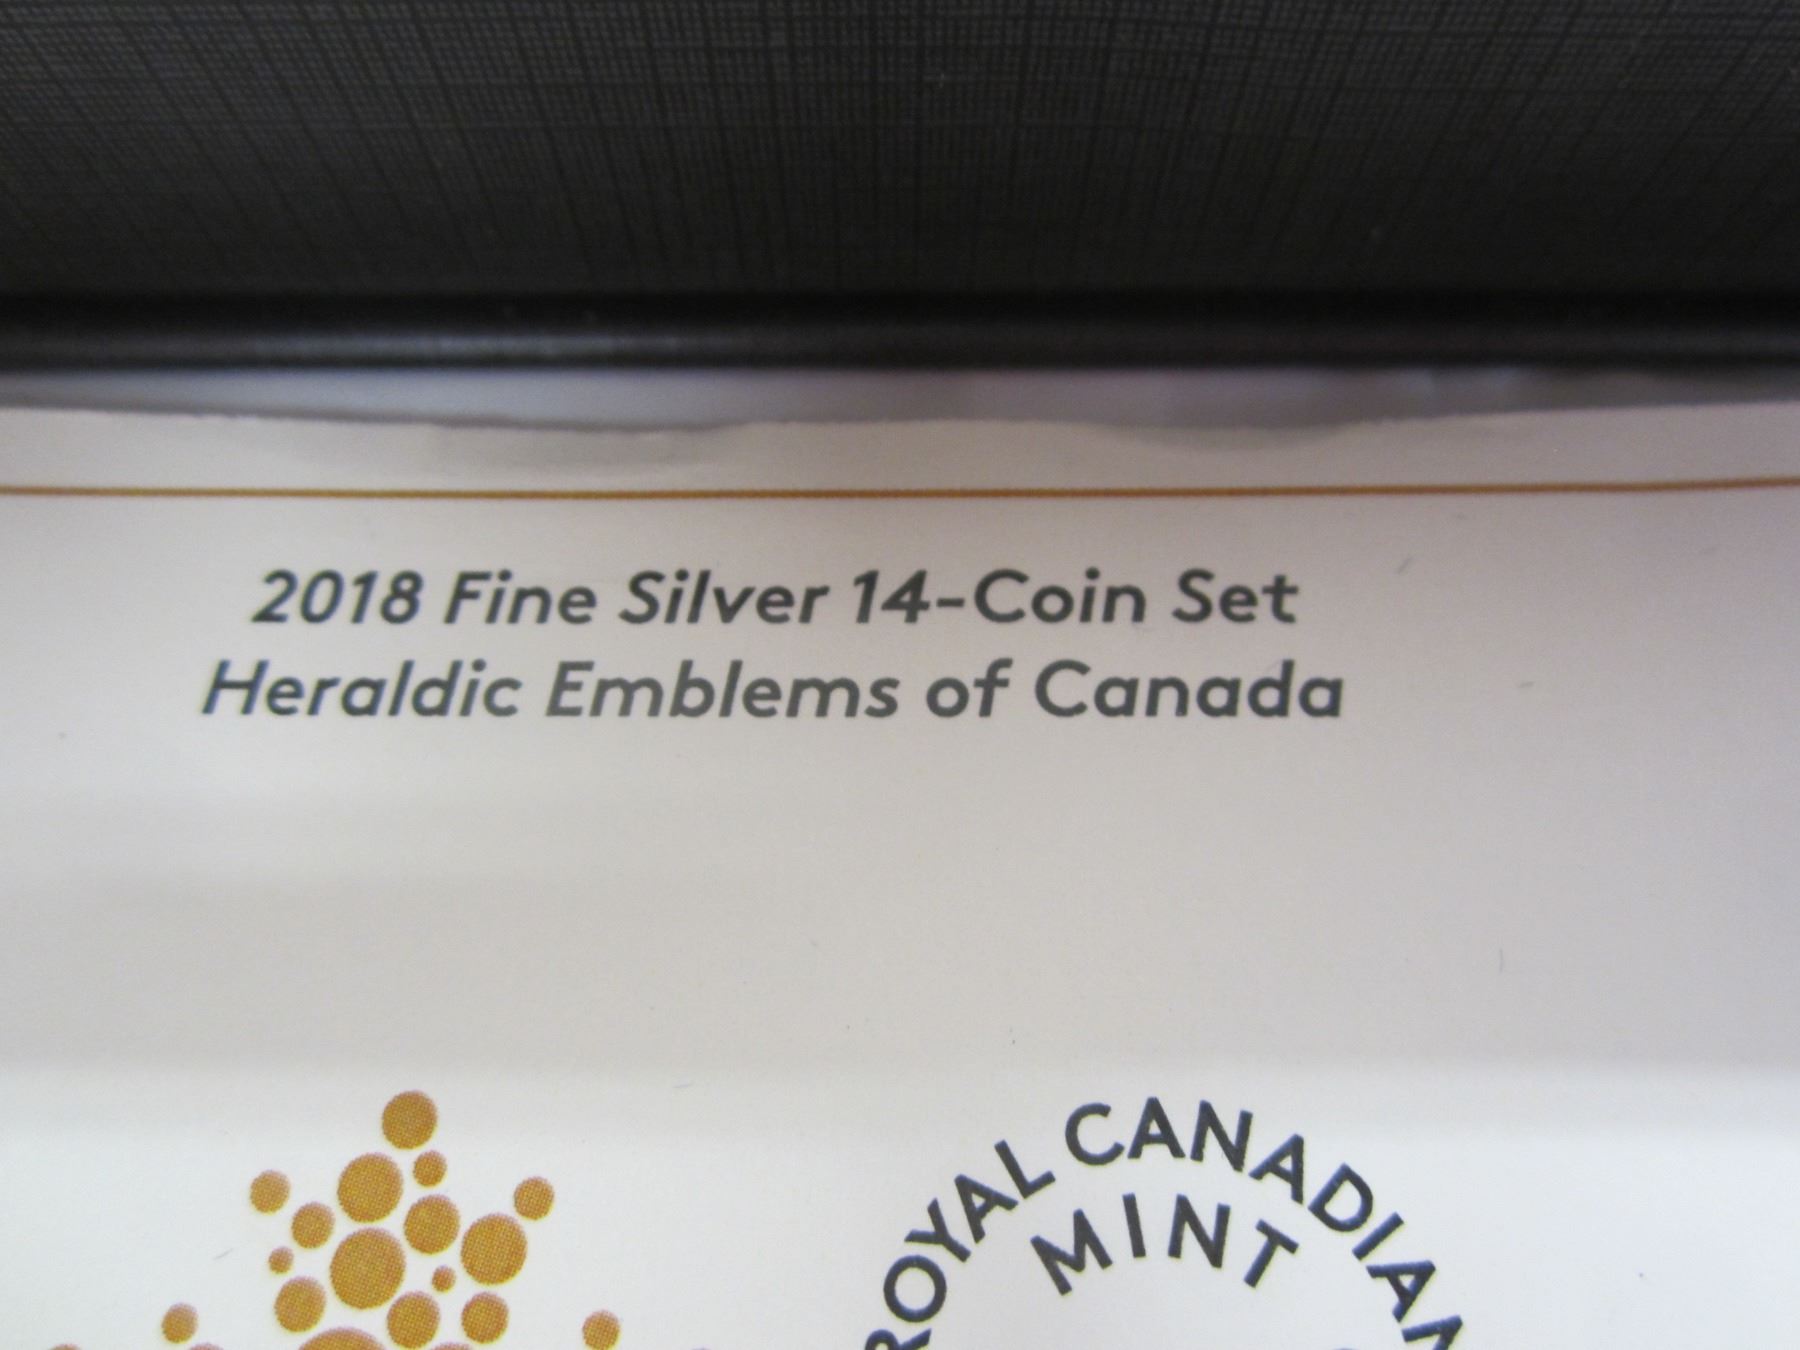 2018 Fine Silver 14-Coin Set
Heraldic Emblems of Canada
ROYAL CANADIAN
MINT